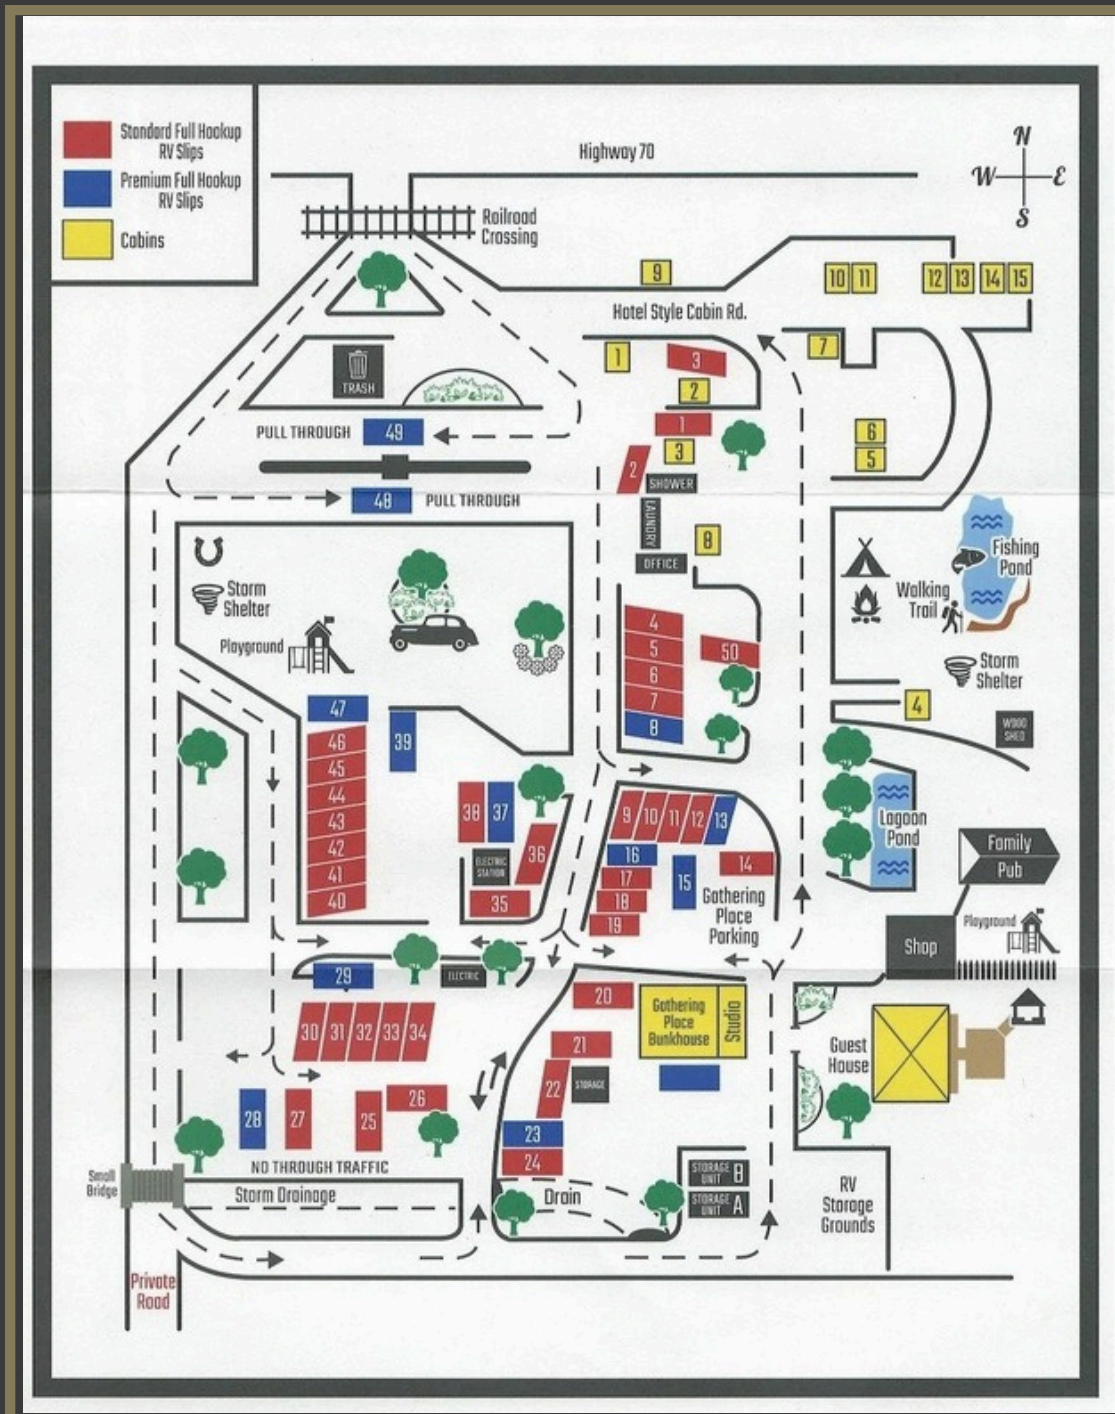 Standard Full Hookup
RV Slips
Premium Full Hookup
RV Slips
Cabins
Highway 70
N
W
E
S
Railroad
Crossing
9
10
11
12
13
14
15
Hotel Style Cabin Rd.
1
3
7
2
TRASH
PULL THROUGH
49
1
3
6
5
2
SHOWER
48
PULL THROUGH
LAUNDRY
8
OFFICE
Storm
Shelter
Playground
Fishing
Pond
Walking
Trail
Storm
Shelter
4
5
6
7
8
50
4
WOOD
SHED
47
46
45
44
43
42
41
40
39
38
37
36
ELECTRIC
STATION
35
9
10
11
12
13
16
17
18
19
15
14
Gathering
Place
Parking
Lagoon
Pond
Family
Pub
Shop
Playground
29
ELECTRIC
30
31
32
33
34
20
Gathering
Place
Bunkhouse
Studio
21
22
STORAGE
23
24
Guest
House
28
27
25
26
NO THROUGH TRAFFIC
Small
Bridge
Storm Drainage
Drain
STORAGE
UNIT B
STORAGE
UNIT A
RV
Storage
Grounds
Private
Road